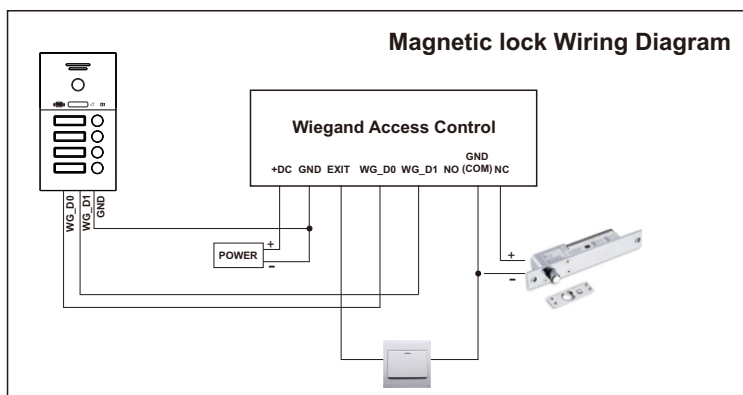 Magnetic lock Wiring Diagram
Wiegand Access Control
+DC GND EXIT WG_D0 WG_D1 NO GND (COM) NC
WG_D0
WG_D1
GND
POWER
+
-
+
-